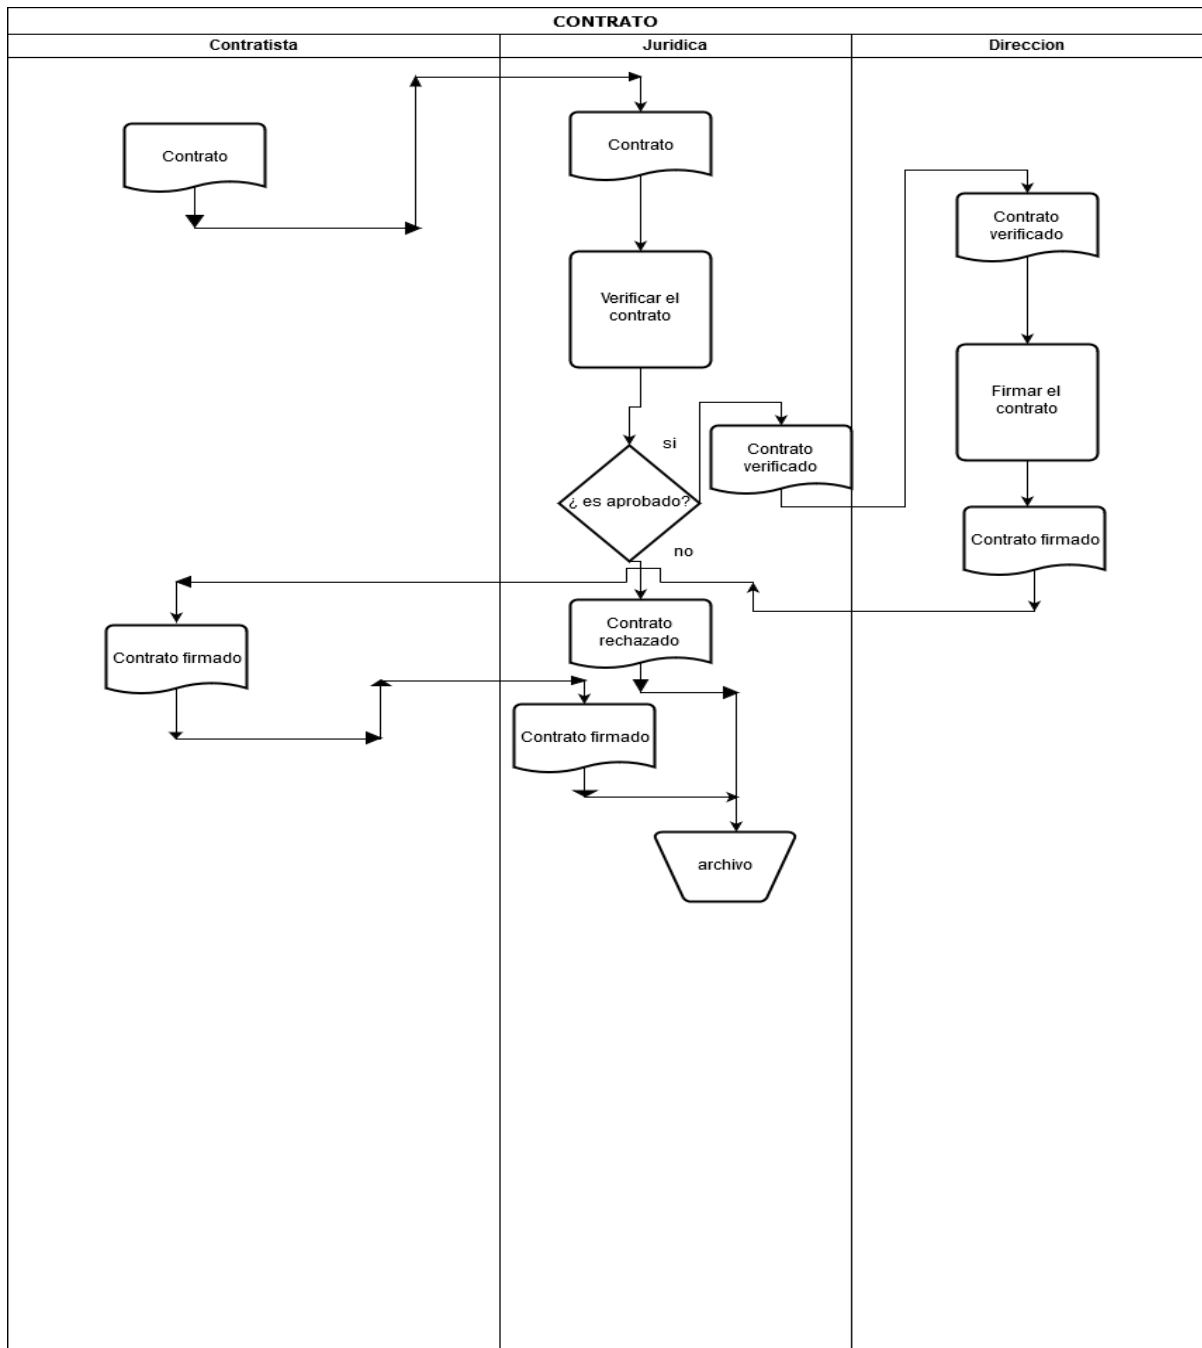 CONTRATO
Contratista
Juridica
Direccion
Contrato
Contrato
Contrato
verificado
Verificar el
contrato
Firmar el
contrato
si
Contrato
verificado
¿ es aprobado?
no
Contrato firmado
Contrato
rechazado
Contrato firmado
Contrato firmado
archivo